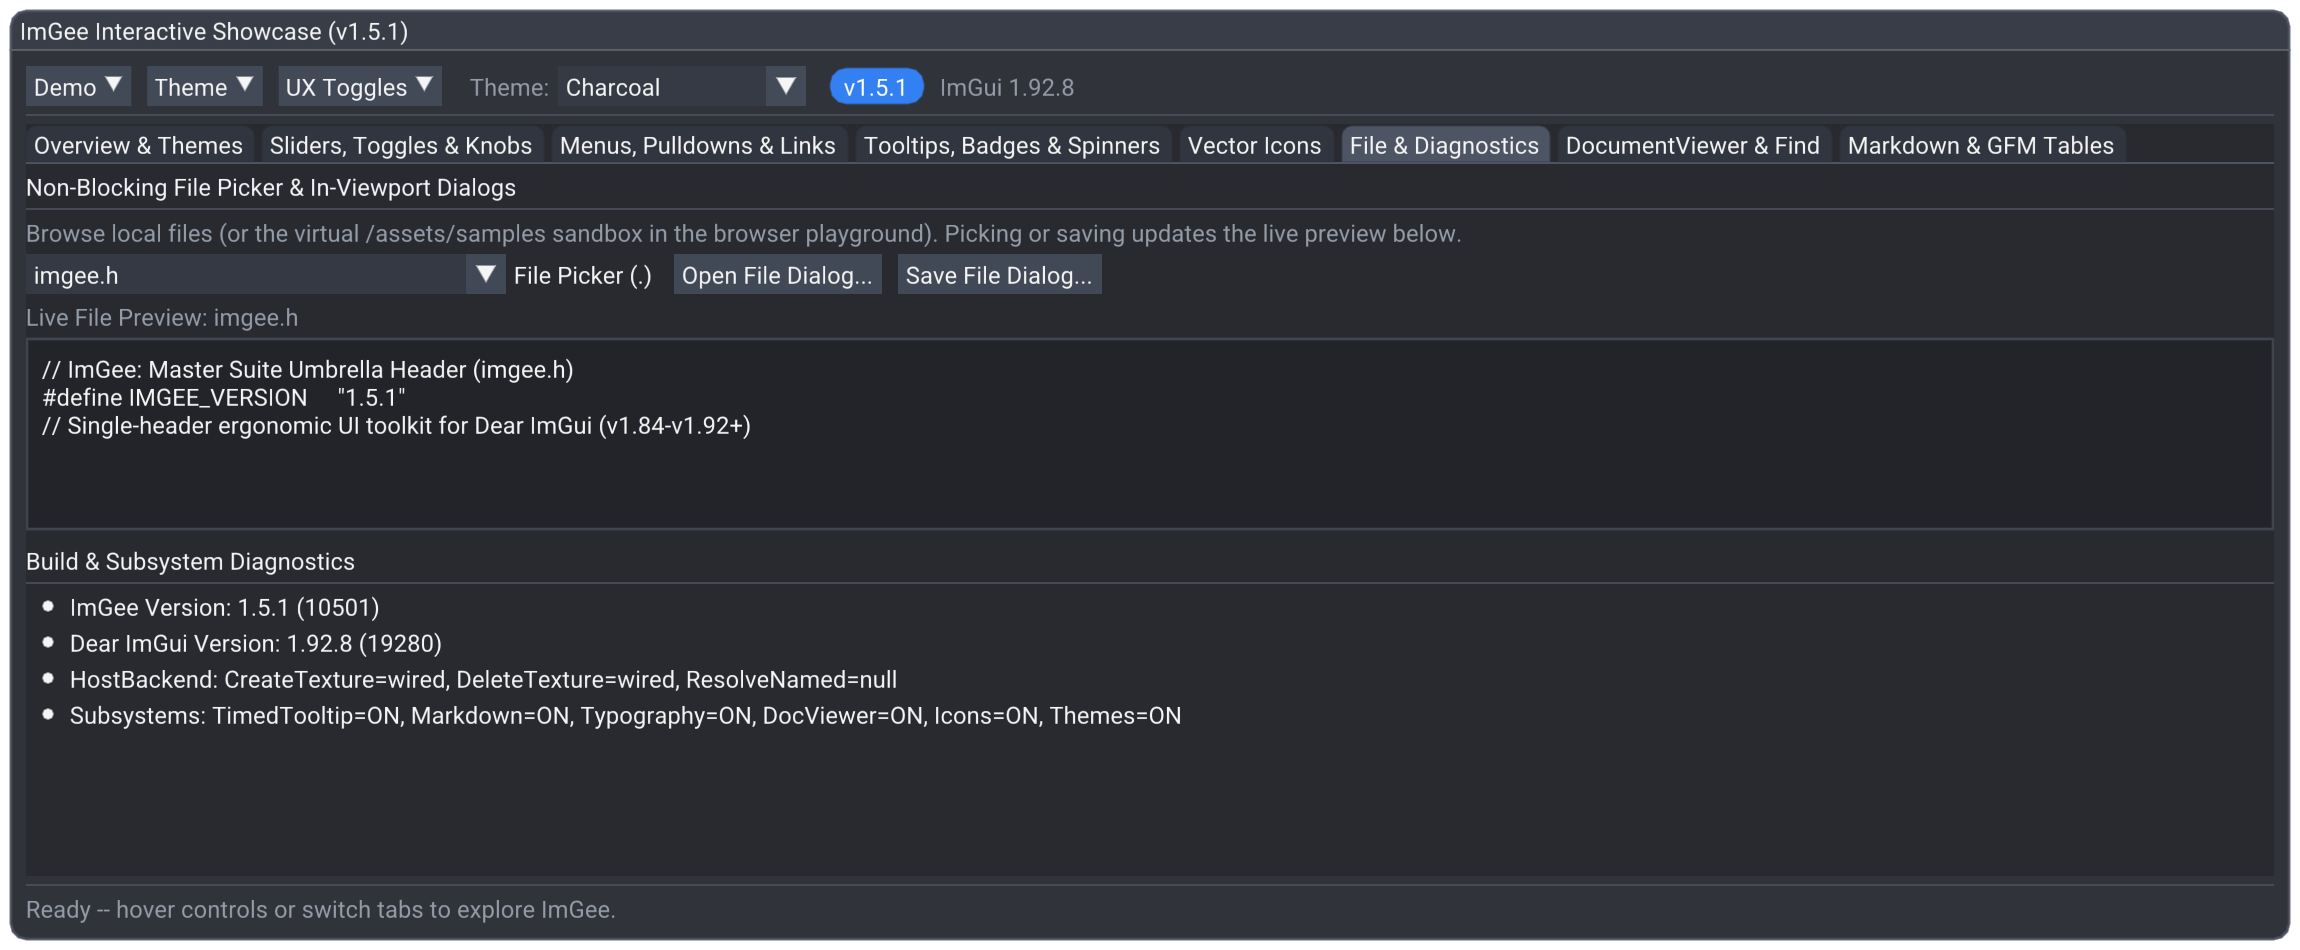 ImGee Interactive Showcase (v1.5.1)
Demo Theme UX Toggles Theme: Charcoal v1.5.1 ImGui 1.92.8
Overview & Themes Sliders, Toggles & Knobs Menus, Pulldowns & Links Tooltips, Badges & Spinners Vector Icons File & Diagnostics DocumentViewer & Find Markdown & GFM Tables
Non-Blocking File Picker & In-Viewport Dialogs
Browse local files (or the virtual /assets/samples sandbox in the browser playground). Picking or saving updates the live preview below.
imgee.h File Picker (.) Open File Dialog... Save File Dialog...
Live File Preview: imgee.h
// ImGee: Master Suite Umbrella Header (imgee.h)
#define IMGEE_VERSION "1.5.1"
// Single-header ergonomic UI toolkit for Dear ImGui (v1.84-v1.92+)
Build & Subsystem Diagnostics
ImGee Version: 1.5.1 (10501)
Dear ImGui Version: 1.92.8 (19280)
HostBackend: CreateTexture=wired, DeleteTexture=wired, ResolveNamed=null
Subsystems: TimedTooltip=ON, Markdown=ON, Typography=ON, DocViewer=ON, Icons=ON, Themes=ON
Ready -- hover controls or switch tabs to explore ImGee.